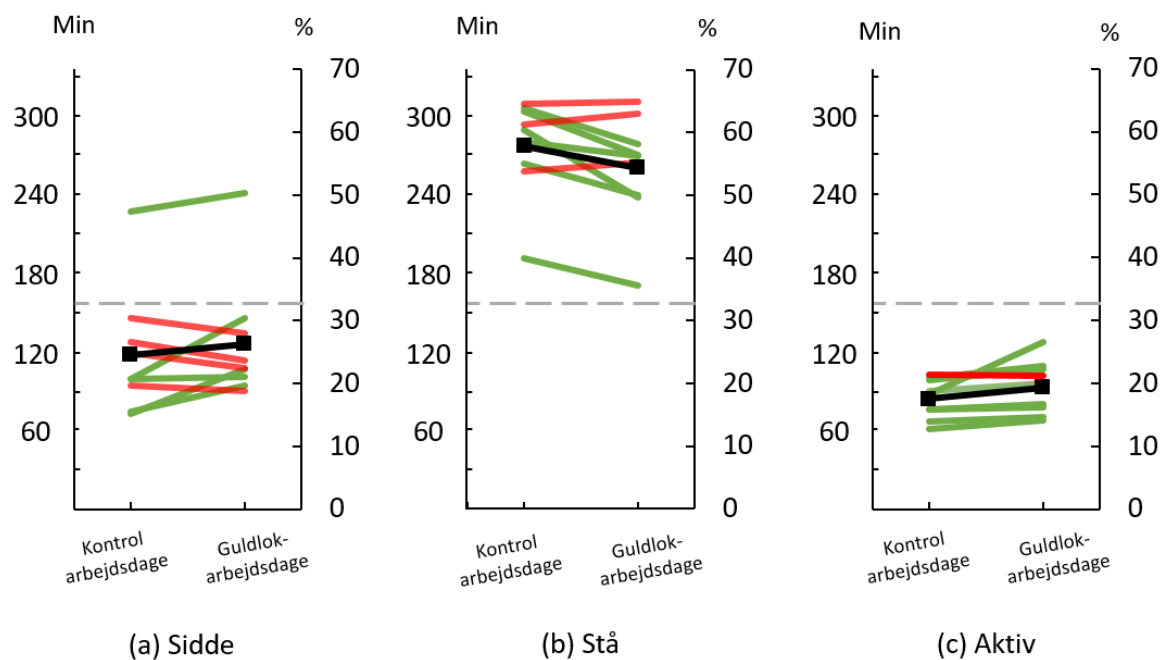 Min
%
300
240
180
120
60
70
60
50
40
30
20
10
0
Kontrol
arbejdsdage
Guldlok-
arbejdsdage
(a) Sidde
Min
%
300
240
180
120
60
70
60
50
40
30
20
10
0
Kontrol
arbejdsdage
Guldlok-
arbejdsdage
(b) Stå
Min
%
300
240
180
120
60
70
60
50
40
30
20
10
0
Kontrol
arbejdsdage
Guldlok-
arbejdsdage
(c) Aktiv